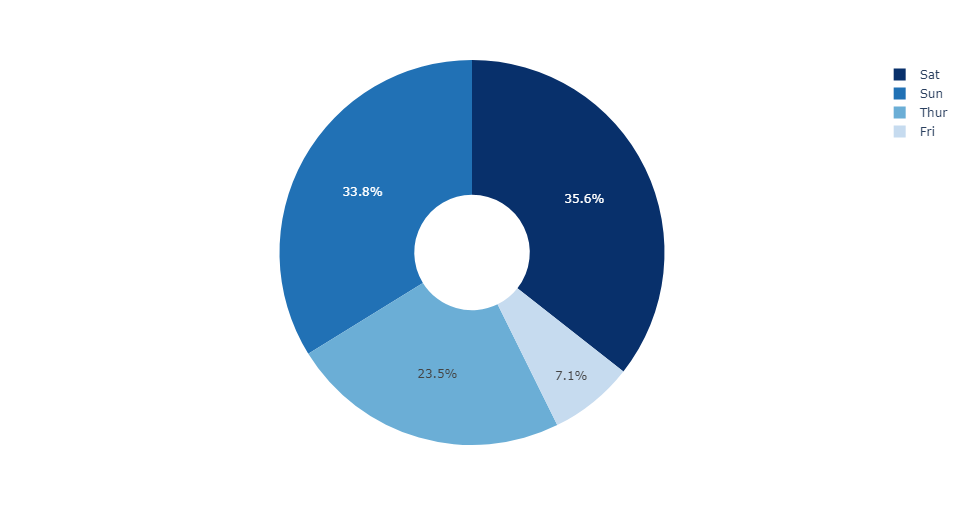 Sat
Sun
Thur
Fri
33.8%
35.6%
23.5%
7.1%